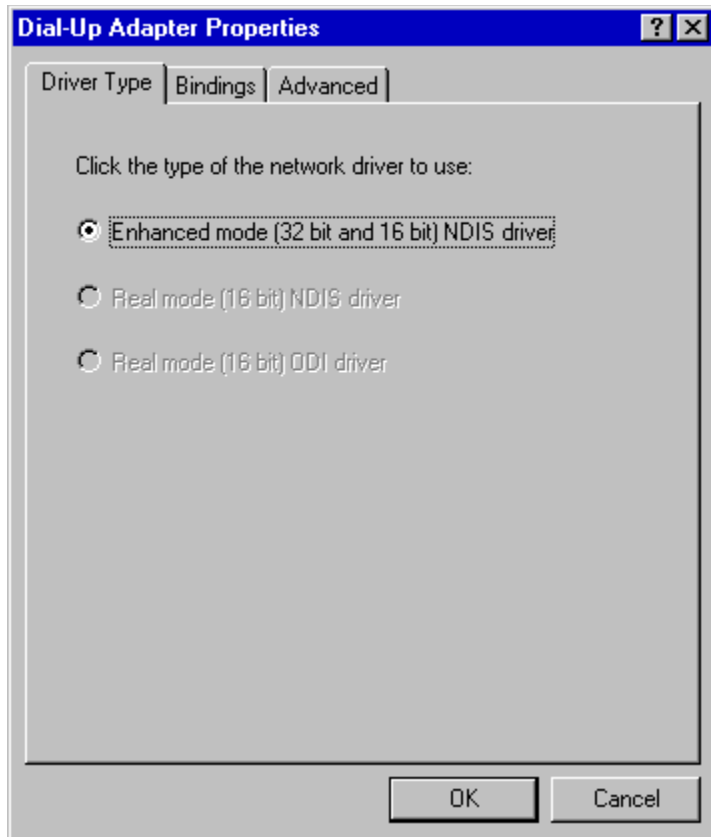 Dial-Up Adapter Properties
Driver Type
Bindings
Advanced
Click the type of the network driver to use:
Enhanced mode (32 bit and 16 bit) NDIS driver
Real mode (16 bit) NDIS driver
Real mode (16 bit) ODI driver
OK
Cancel